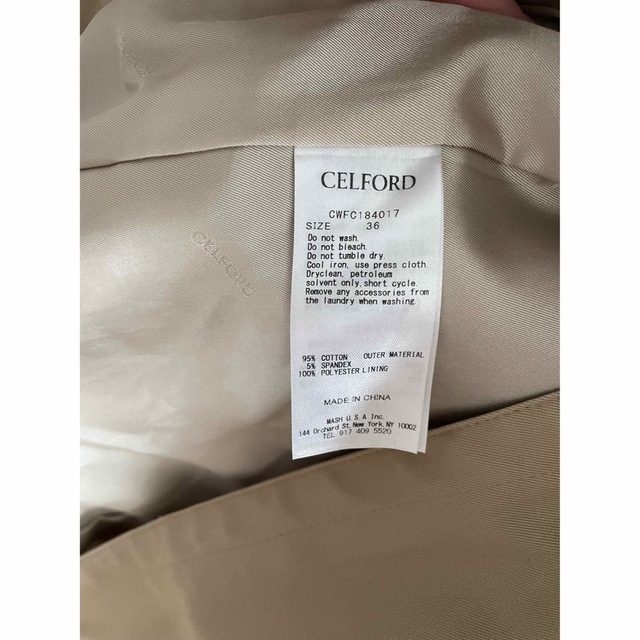 CELFORD
CWFC184017
SIZE 36
Do not wash.
Do not bleach.
Do not tumble dry.
Cool iron, use press cloth.
Dryclean, petroleum
solvent only, short cycle.
Remove any accessories from
the laundry when washing.
95% COTTON OUTER MATERIAL
5% SPANDEX
100% POLYESTER LINING
MADE IN CHINA
MASH U.S.A Inc.
144 Orchard St, New York, NY 10002
TEL 917 409 5520
CELFORD